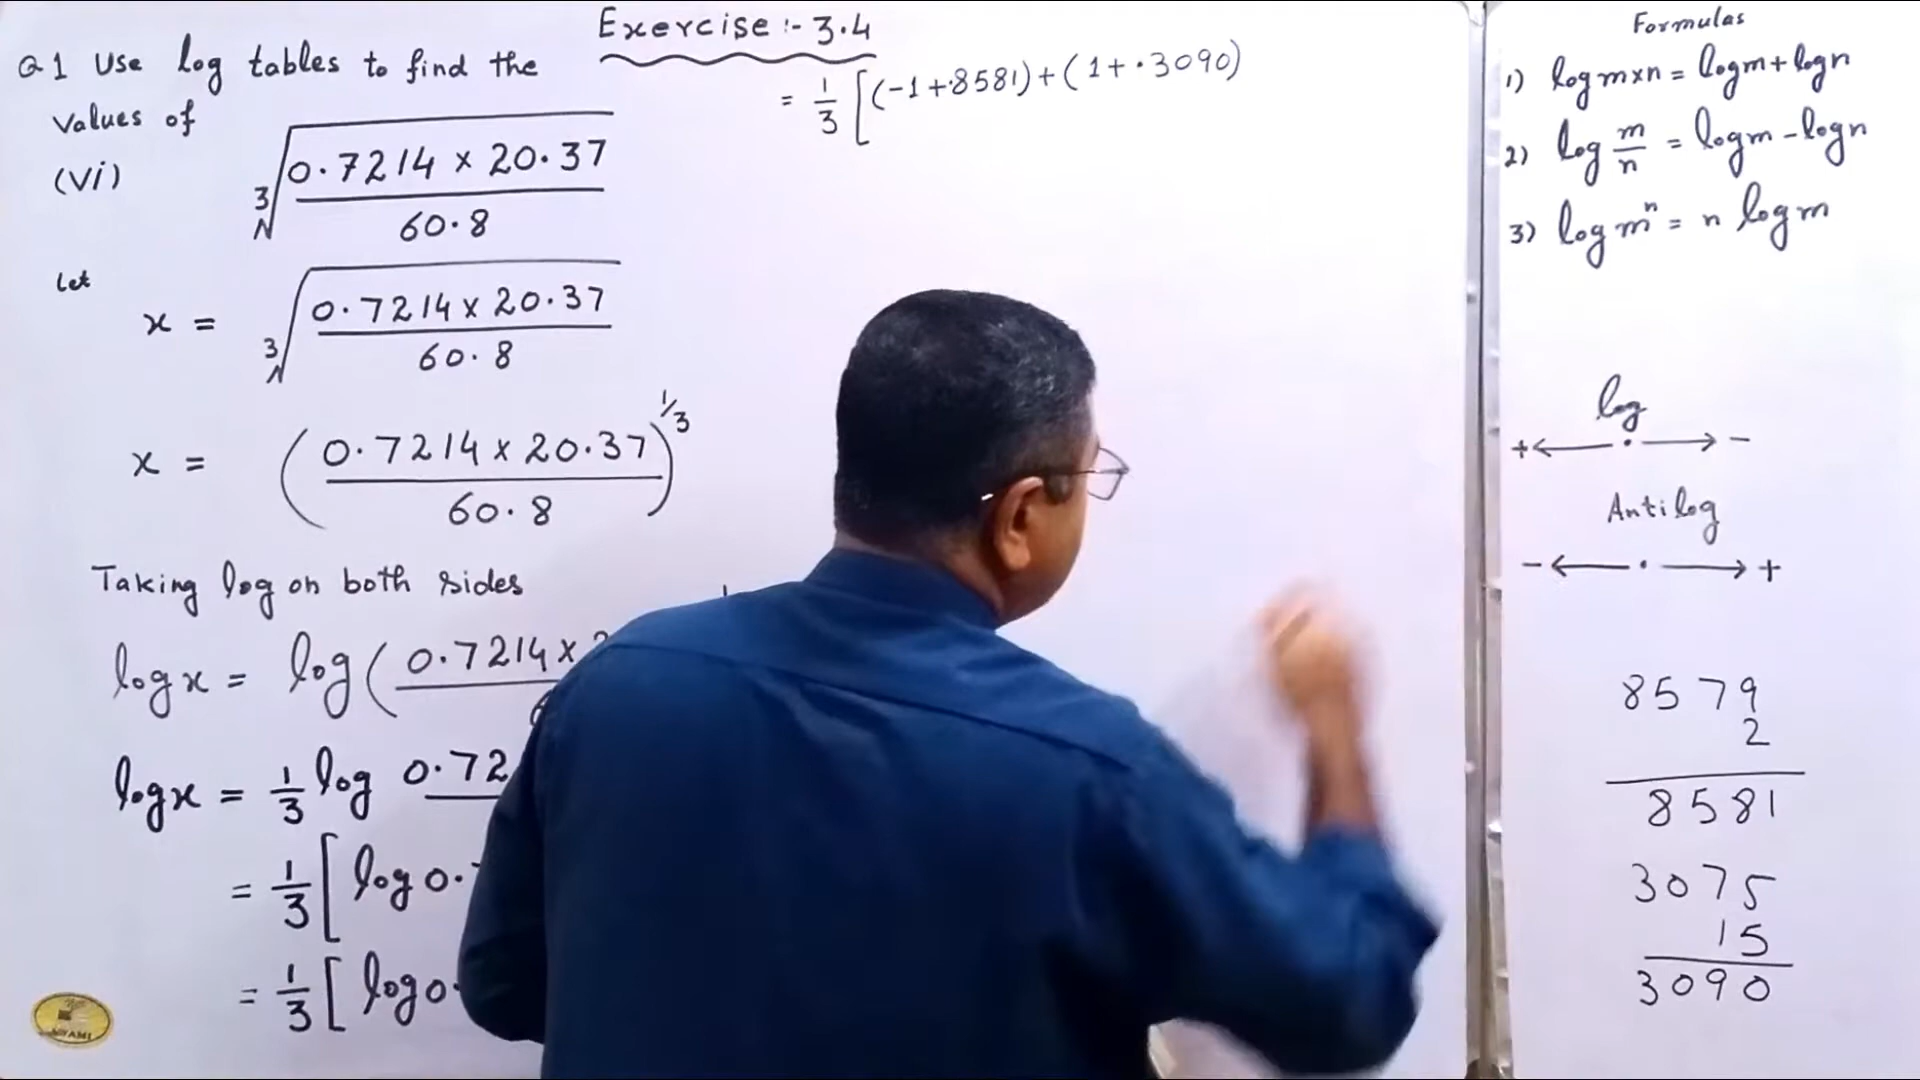 Exercise :- 3.4
Q1 Use log tables to find the
values of
(vi) ∛(0.7214 × 20.37 / 60.8)
Let
x = ∛(0.7214 × 20.37 / 60.8)
x = (0.7214 × 20.37 / 60.8)^1/3
Taking log on both sides
log x = log (0.7214 ×
log x = 1/3 log 0.72
= 1/3 [ log 0.
= 1/3 [ log 0.
= 1/3 [(-1+.8581)+(1+.3090)
Formulas
1) log m×n = log m + log n
2) log m/n = log m - log n
3) log m^n = n log m
log
+ ← . → -
Antilog
- ← . → +
8579
2
8581
3075
15
3090